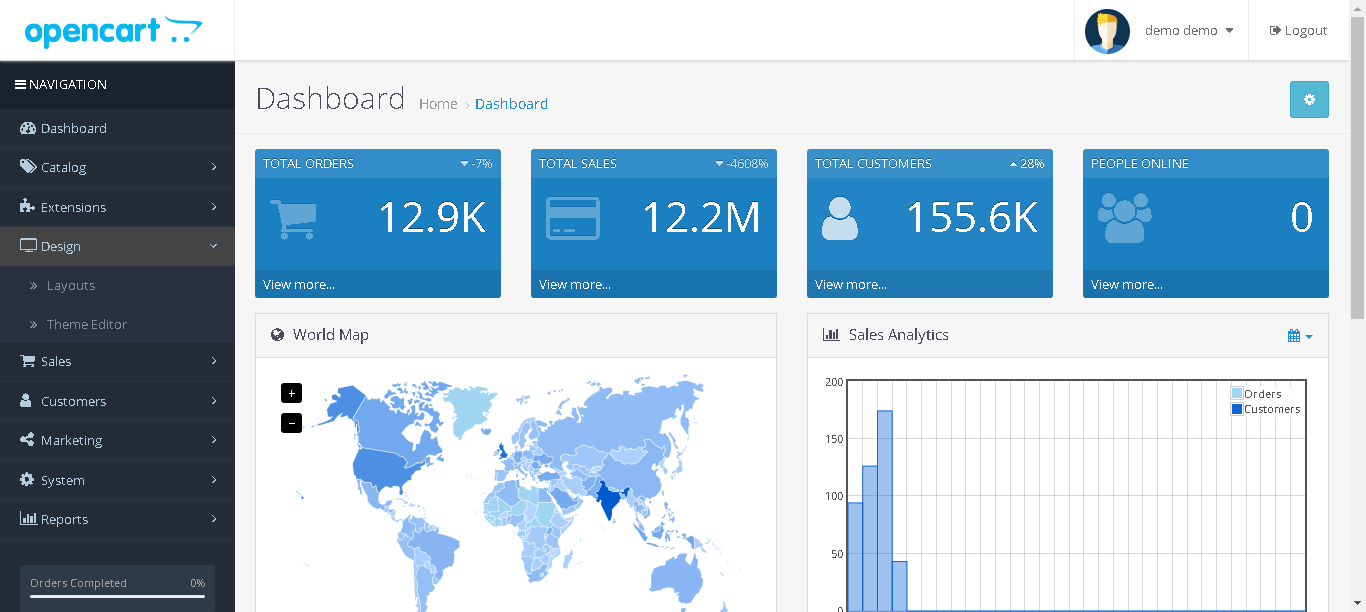 opencart
demo demo
Logout
NAVIGATION
Dashboard
Catalog
Extensions
Design
Layouts
Theme Editor
Sales
Customers
Marketing
System
Reports
Orders Completed 0%
Dashboard Home › Dashboard
TOTAL ORDERS -7%
12.9K
View more...
TOTAL SALES -4608%
12.2M
View more...
TOTAL CUSTOMERS 28%
155.6K
View more...
PEOPLE ONLINE
0
View more...
World Map
+
−
Sales Analytics
200
150
100
50
0
Orders
Customers